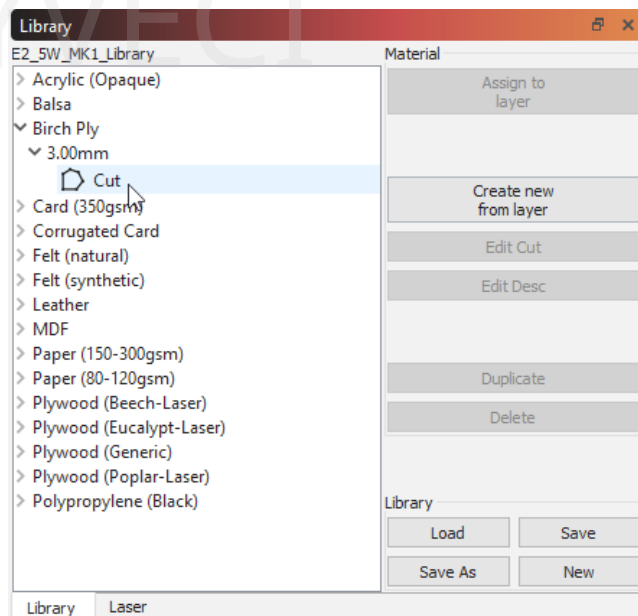 Library
E2_5W_MK1_Library
Acrylic (Opaque)
Balsa
Birch Ply
3.00mm
Cut
Card (350gsm)
Corrugated Card
Felt (natural)
Felt (synthetic)
Leather
MDF
Paper (150-300gsm)
Paper (80-120gsm)
Plywood (Beech-Laser)
Plywood (Eucalypt-Laser)
Plywood (Generic)
Plywood (Poplar-Laser)
Polypropylene (Black)
Material
Assign to
layer
Create new
from layer
Edit Cut
Edit Desc
Duplicate
Delete
Library
Load Save
Save As New
Library Laser